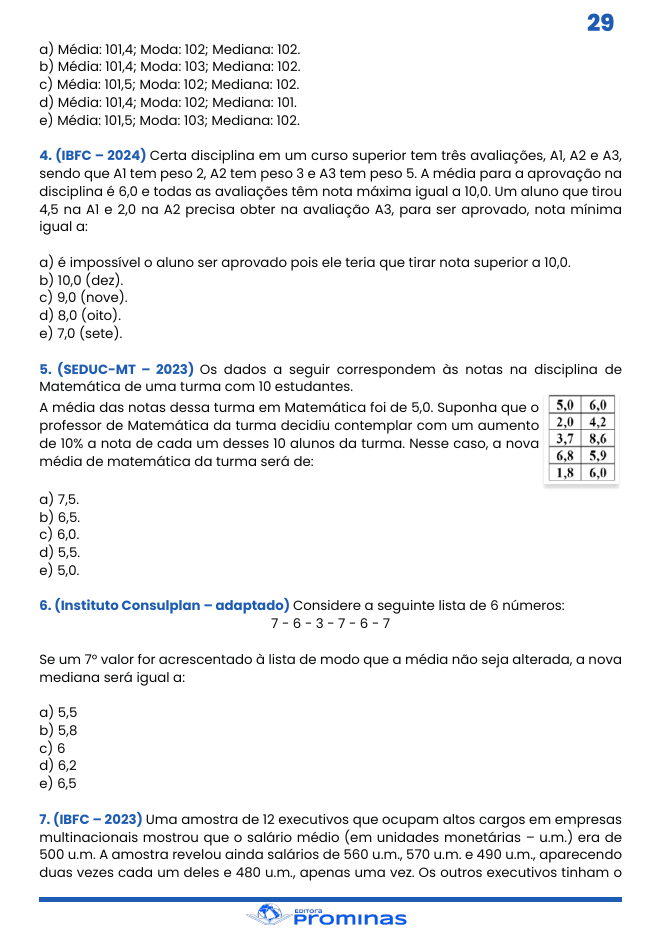 29
a) Média: 101,4; Moda: 102; Mediana: 102.
b) Média: 101,4; Moda: 103; Mediana: 102.
c) Média: 101,5; Moda: 102; Mediana: 102.
d) Média: 101,4; Moda: 102; Mediana: 101.
e) Média: 101,5; Moda: 103; Mediana: 102.
4. (IBFC – 2024) Certa disciplina em um curso superior tem três avaliações, A1, A2 e A3,
sendo que A1 tem peso 2, A2 tem peso 3 e A3 tem peso 5. A média para a aprovação na
disciplina é 6,0 e todas as avaliações têm nota máxima igual a 10,0. Um aluno que tirou
4,5 na A1 e 2,0 na A2 precisa obter na avaliação A3, para ser aprovado, nota mínima
igual a:
a) é impossível o aluno ser aprovado pois ele teria que tirar nota superior a 10,0.
b) 10,0 (dez).
c) 9,0 (nove).
d) 8,0 (oito).
e) 7,0 (sete).
5. (SEDUC-MT – 2023) Os dados a seguir correspondem às notas na disciplina de
Matemática de uma turma com 10 estudantes.
A média das notas dessa turma em Matemática foi de 5,0. Suponha que o
professor de Matemática da turma decidiu contemplar com um aumento
de 10% a nota de cada um desses 10 alunos da turma. Nesse caso, a nova
média de matemática da turma será de:
5,0 6,0
2,0 4,2
3,7 8,6
6,8 5,9
1,8 6,0
a) 7,5.
b) 6,5.
c) 6,0.
d) 5,5.
e) 5,0.
6. (Instituto Consulplan – adaptado) Considere a seguinte lista de 6 números:
7 - 6 - 3 - 7 - 6 - 7
Se um 7º valor for acrescentado à lista de modo que a média não seja alterada, a nova
mediana será igual a:
a) 5,5
b) 5,8
c) 6
d) 6,2
e) 6,5
7. (IBFC – 2023) Uma amostra de 12 executivos que ocupam altos cargos em empresas
multinacionais mostrou que o salário médio (em unidades monetárias – u.m.) era de
500 u.m. A amostra revelou ainda salários de 560 u.m., 570 u.m. e 490 u.m., aparecendo
duas vezes cada um deles e 480 u.m., apenas uma vez. Os outros executivos tinham o
EDITORA
PROMINAS